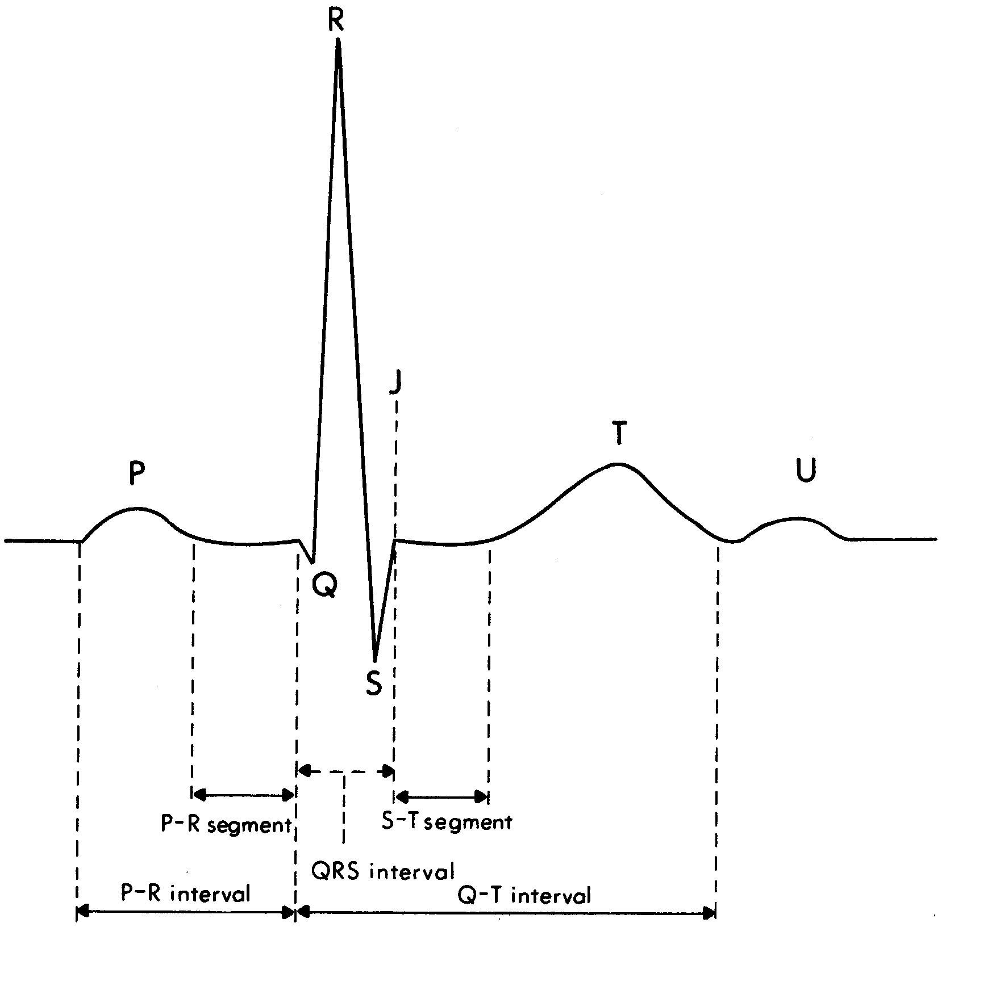 R
J
T
P
U
Q
S
P-R segment
S-T segment
QRS interval
P-R interval
Q-T interval